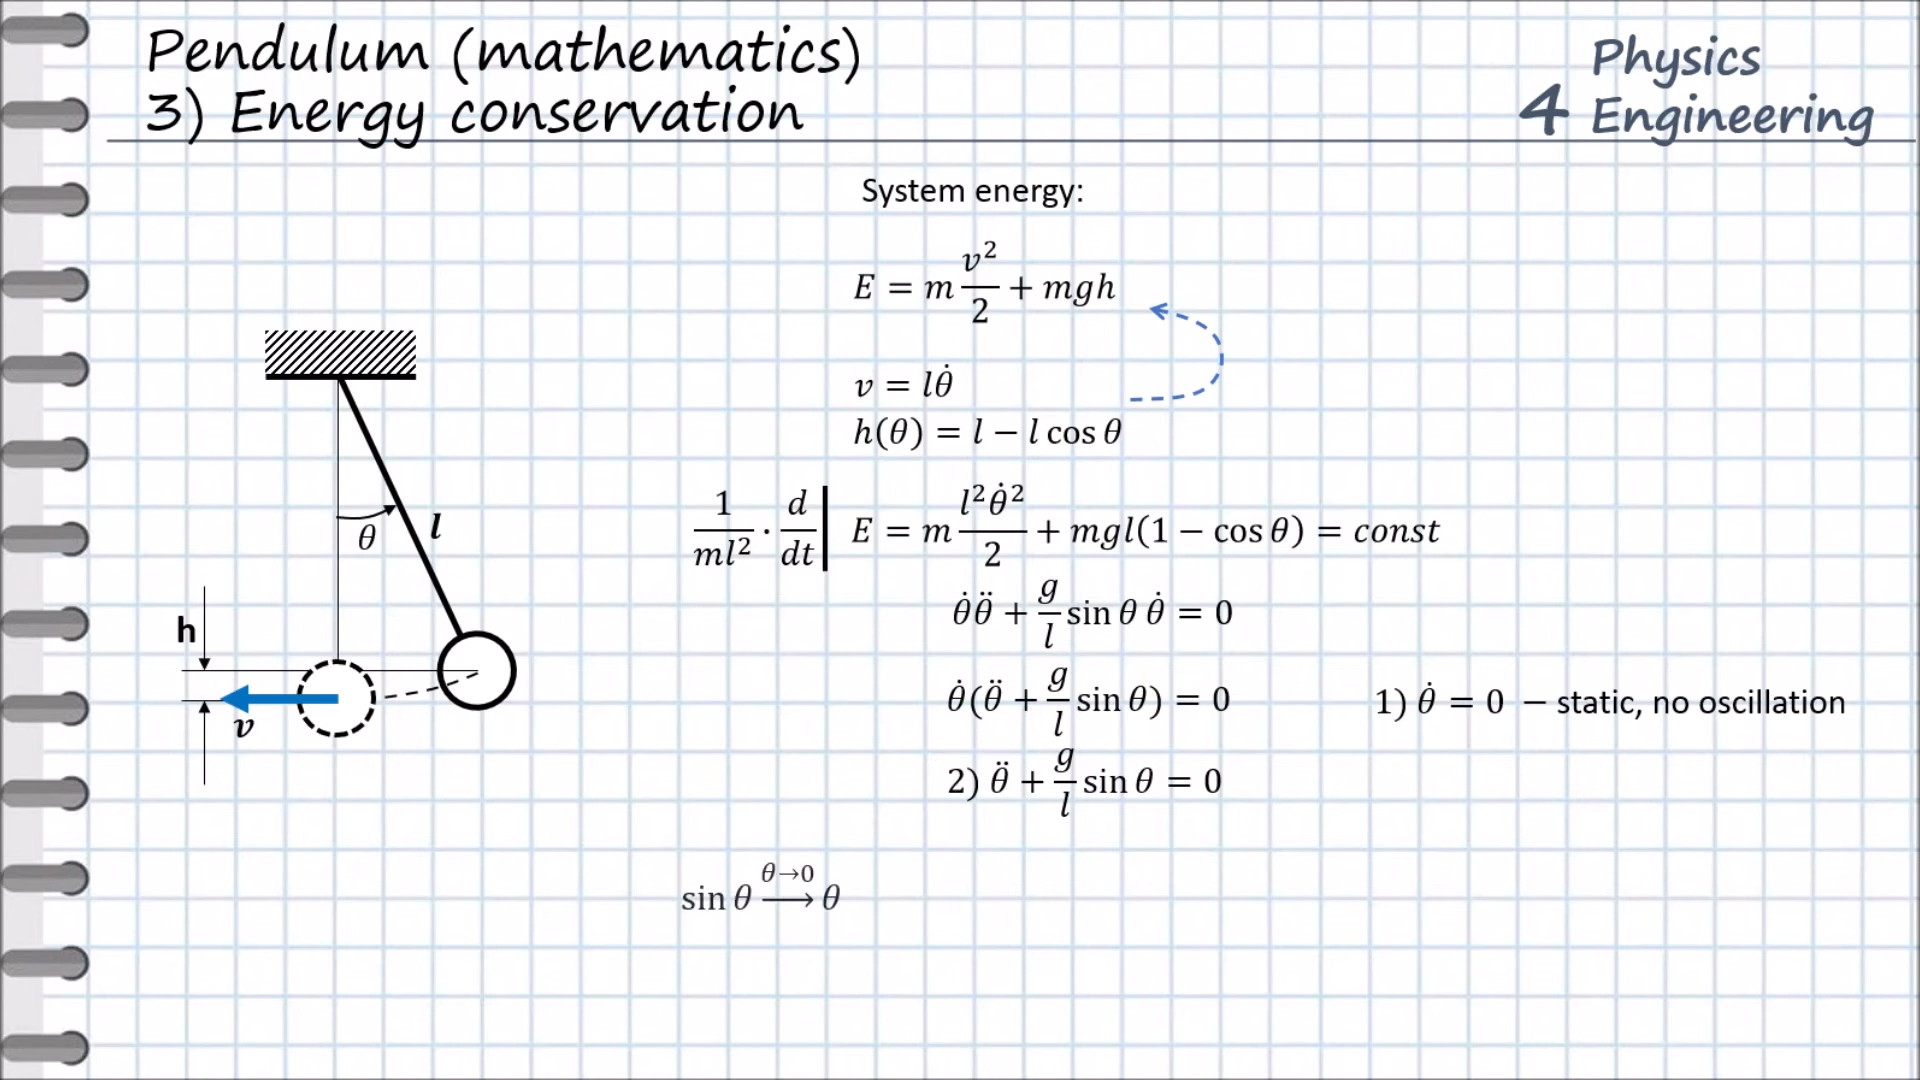 Pendulum (mathematics)
3) Energy conservation
Physics
4 Engineering
System energy:
E = m v²/2 + mgh
v = lθ̇
h(θ) = l − l cos θ
1/ml² · d/dt | E = m l²θ̇²/2 + mgl(1 − cos θ) = const
θ̇θ̈ + g/l sin θ θ̇ = 0
θ̇(θ̈ + g/l sin θ) = 0
1) θ̇ = 0 − static, no oscillation
2) θ̈ + g/l sin θ = 0
sin θ ⟶ θ
θ→0
θ
l
h
v